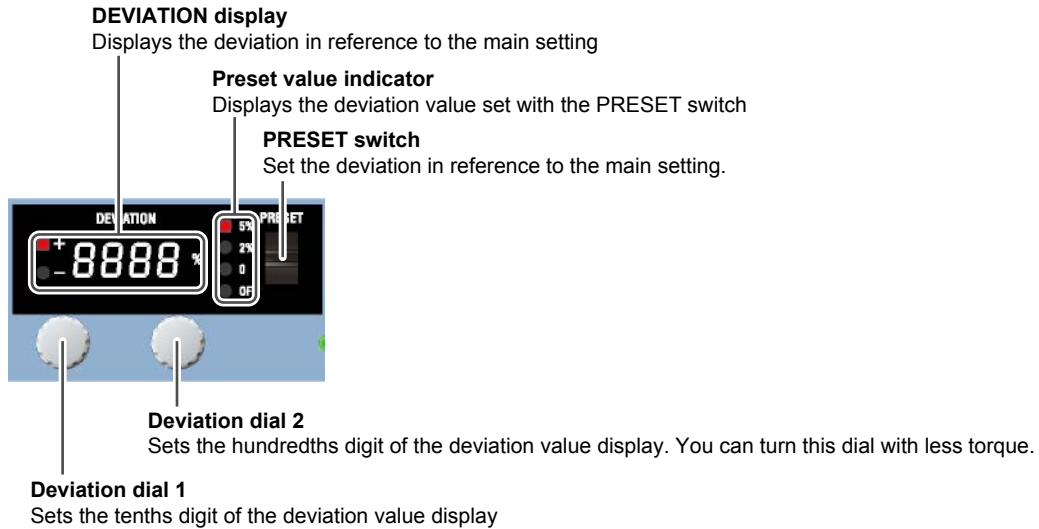 DEVIATION display
Displays the deviation in reference to the main setting
Preset value indicator
Displays the deviation value set with the PRESET switch
PRESET switch
Set the deviation in reference to the main setting.
DEVIATION
PRESET
+
8888 %
-
5%
2%
0
OF
Deviation dial 2
Sets the hundredths digit of the deviation value display. You can turn this dial with less torque.
Deviation dial 1
Sets the tenths digit of the deviation value display